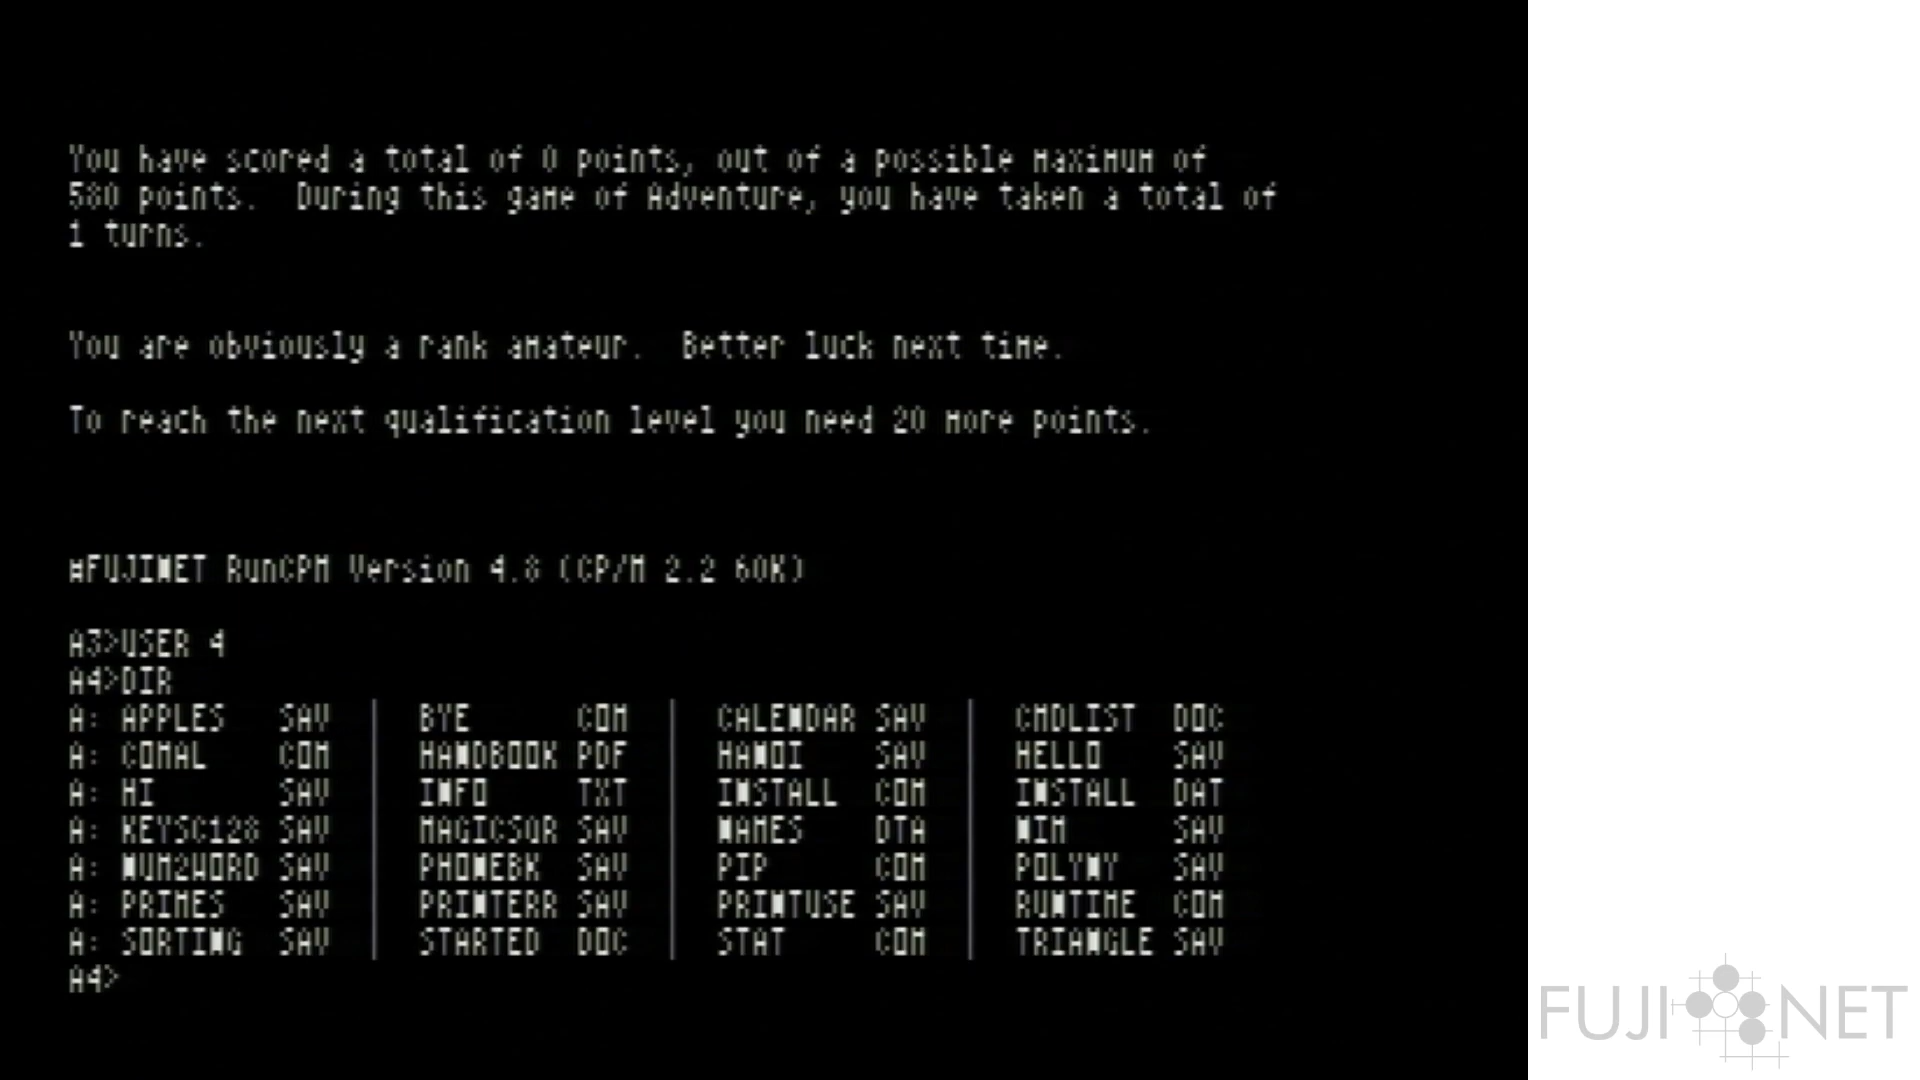 You have scored a total of 0 points, out of a possible maximum of
580 points.  During this game of Adventure, you have taken a total of
1 turns.
You are obviously a rank amateur.  Better luck next time.
To reach the next qualification level you need 20 more points.
#FUJINET RunCPM Version 4.8 (CP/M 2.2 60K)
A3>USER 4
A4>DIR
A: APPLES   SAV | BYE      COM | CALENDAR SAV | CMDLIST  DOC
A: COMAL    COM | HANDBOOK PDF | HANOI    SAV | HELLO    SAV
A: HI       SAV | INFO     TXT | INSTALL  COM | INSTALL  DAT
A: KEYSC128 SAV | MAGICSQR SAV | NAMES    DTA | NIM      SAV
A: NUM2WORD SAV | PHONEBK  SAV | PIP      COM | POLYNY   SAV
A: PRIMES   SAV | PRINTERR SAV | PRINTUSE SAV | RUNTIME  COM
A: SORTING  SAV | STARTED  DOC | STAT     COM | TRIANGLE SAV
A4>
FUJINET